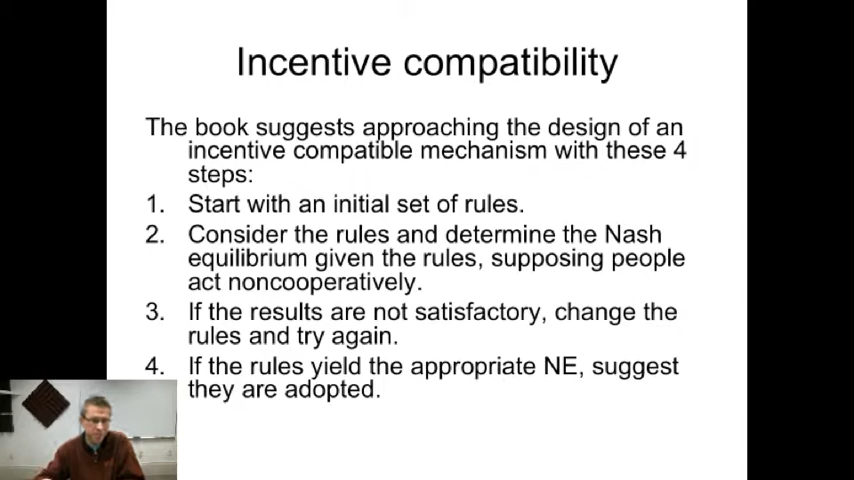 Incentive compatibility
The book suggests approaching the design of an
incentive compatible mechanism with these 4
steps:
1. Start with an initial set of rules.
2. Consider the rules and determine the Nash
equilibrium given the rules, supposing people
act noncooperatively.
3. If the results are not satisfactory, change the
rules and try again.
4. If the rules yield the appropriate NE, suggest
they are adopted.